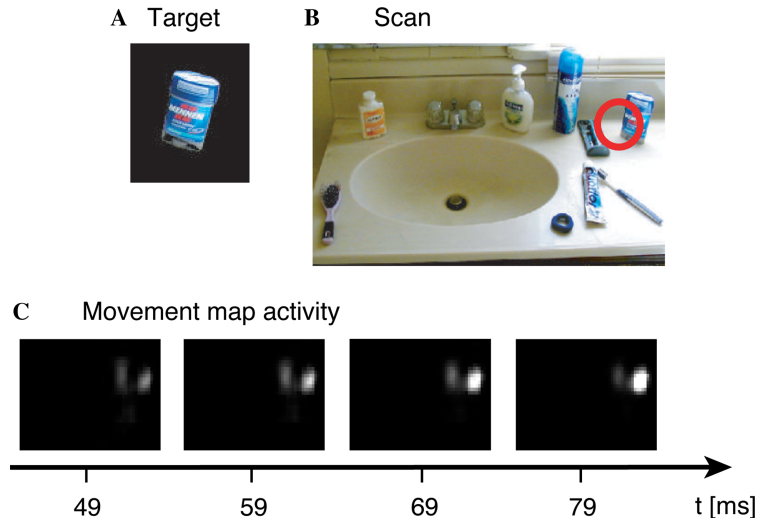 A Target
B Scan
MENNEN
C Movement map activity
49 59 69 79 t [ms]